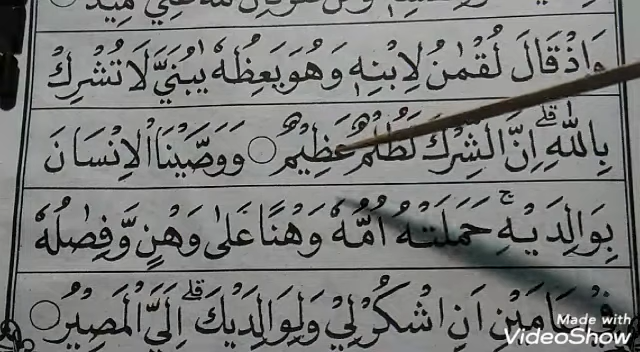 وَاِذْ قَالَ لُقْمٰنُ لِابْنِهٖ وَهُوَ يَعِظُهٗ يٰبُنَيَّ لَا تُشْرِكْ
بِاللّٰهِ ؕ اِنَّ الشِّرْكَ لَظُلْمٌ عَظِيْمٌ ○ وَوَصَّيْنَا الْاِنْسَانَ
بِوَالِدَيْهِ ۚ حَمَلَتْهُ اُمُّهٗ وَهْنًا عَلٰى وَهْنٍ وَّفِصٰلُهٗ
فِيْ عَامَيْنِ اَنِ اشْكُرْ لِيْ وَلِوَالِدَيْكَ ؕ اِلَيَّ الْمَصِيْرُ ○
Made with
VideoShow